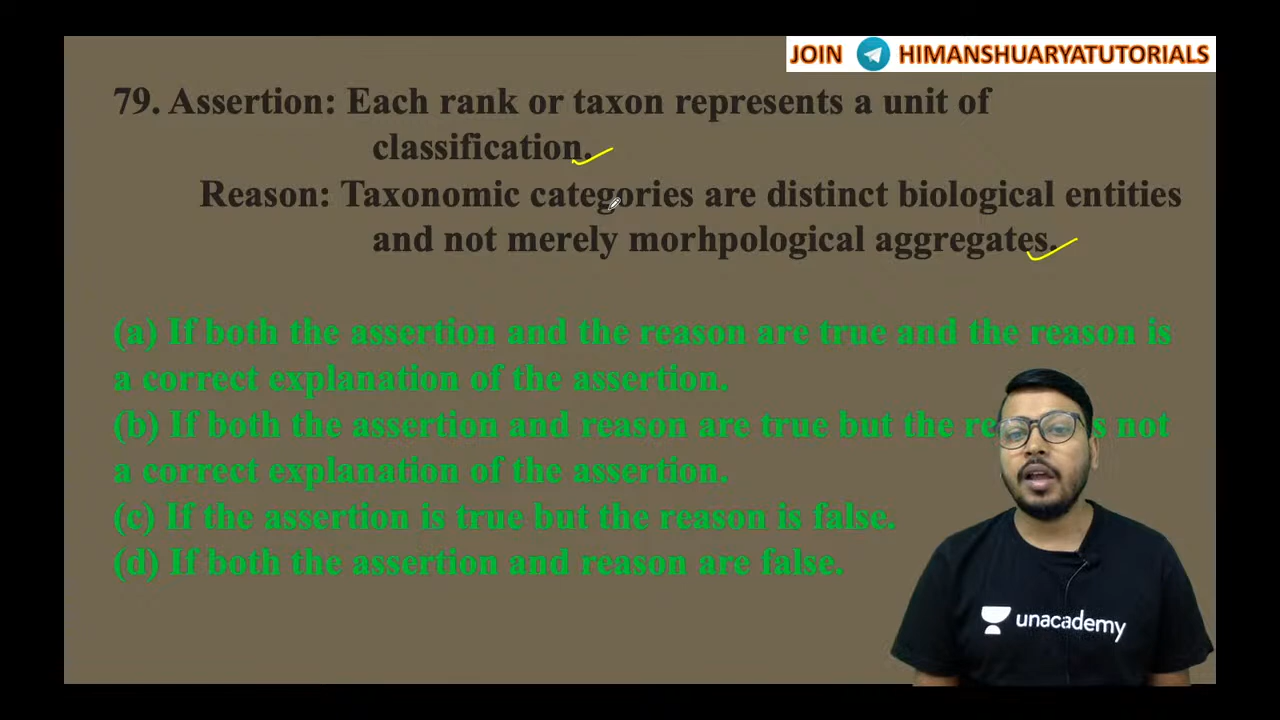 JOIN HIMANSHUARYATUTORIALS
79. Assertion: Each rank or taxon represents a unit of
classification.
Reason: Taxonomic categories are distinct biological entities
and not merely morhpological aggregates.
(a) If both the assertion and the reason are true and the reason is
a correct explanation of the assertion.
(b) If both the assertion and reason are true but the re s not
a correct explanation of the assertion.
(c) If the assertion is true but the reason is false.
(d) If both the assertion and reason are false.
unacademy